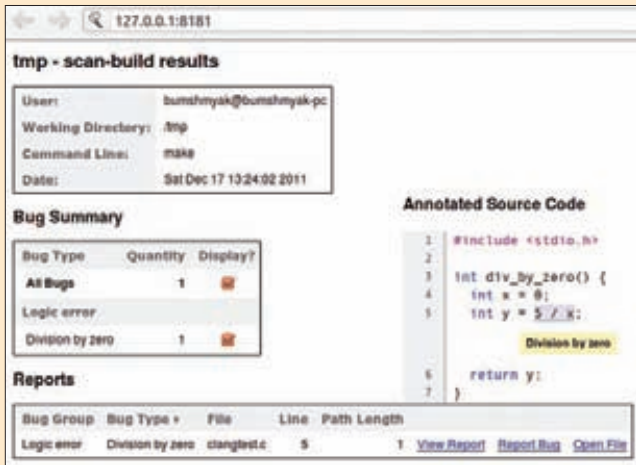 127.0.0.1:8181
tmp - scan-build results
User: bumshmyak@bumshmyak-pc
Working Directory: /tmp
Command Line: make
Date: Sat Dec 17 13:24:02 2011
Bug Summary
Bug Type Quantity Display?
All Bugs 1
Logic error
Division by zero 1
Annotated Source Code
1 #include <stdio.h>
2
3 int div_by_zero() {
4 int x = 0;
5 int y = 5 / x;
Division by zero
6 return y;
7 }
Reports
Bug Group Bug Type ▾ File Line Path Length
Logic error Division by zero clangtest.c 5 1 View Report Report Bug Open File